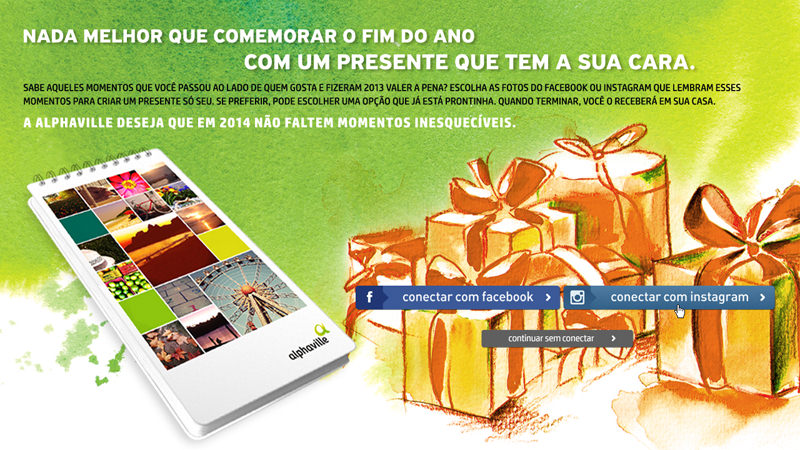 NADA MELHOR QUE COMEMORAR O FIM DO ANO
COM UM PRESENTE QUE TEM A SUA CARA.
SABE AQUELES MOMENTOS QUE VOCÊ PASSOU AO LADO DE QUEM GOSTA E FIZERAM 2013 VALER A PENA? ESCOLHA AS FOTOS DO FACEBOOK OU INSTAGRAM QUE LEMBRAM ESSES
MOMENTOS PARA CRIAR UM PRESENTE SÓ SEU. SE PREFERIR, PODE ESCOLHER UMA OPÇÃO QUE JÁ ESTÁ PRONTINHA. QUANDO TERMINAR, VOCÊ O RECEBERÁ EM SUA CASA.
A ALPHAVILLE DESEJA QUE EM 2014 NÃO FALTEM MOMENTOS INESQUECÍVEIS.
alphaville
conectar com facebook
conectar com instagram
continuar sem conectar